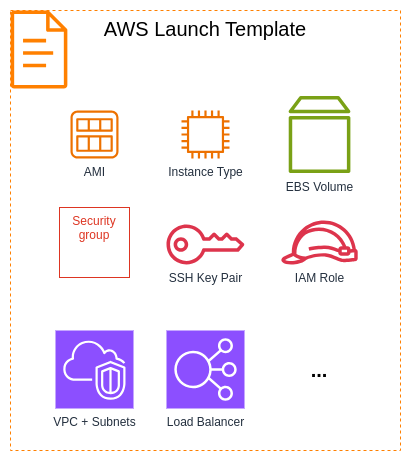 AWS Launch Template
AMI
Instance Type
EBS Volume
Security
group
SSH Key Pair
IAM Role
VPC + Subnets
Load Balancer
...